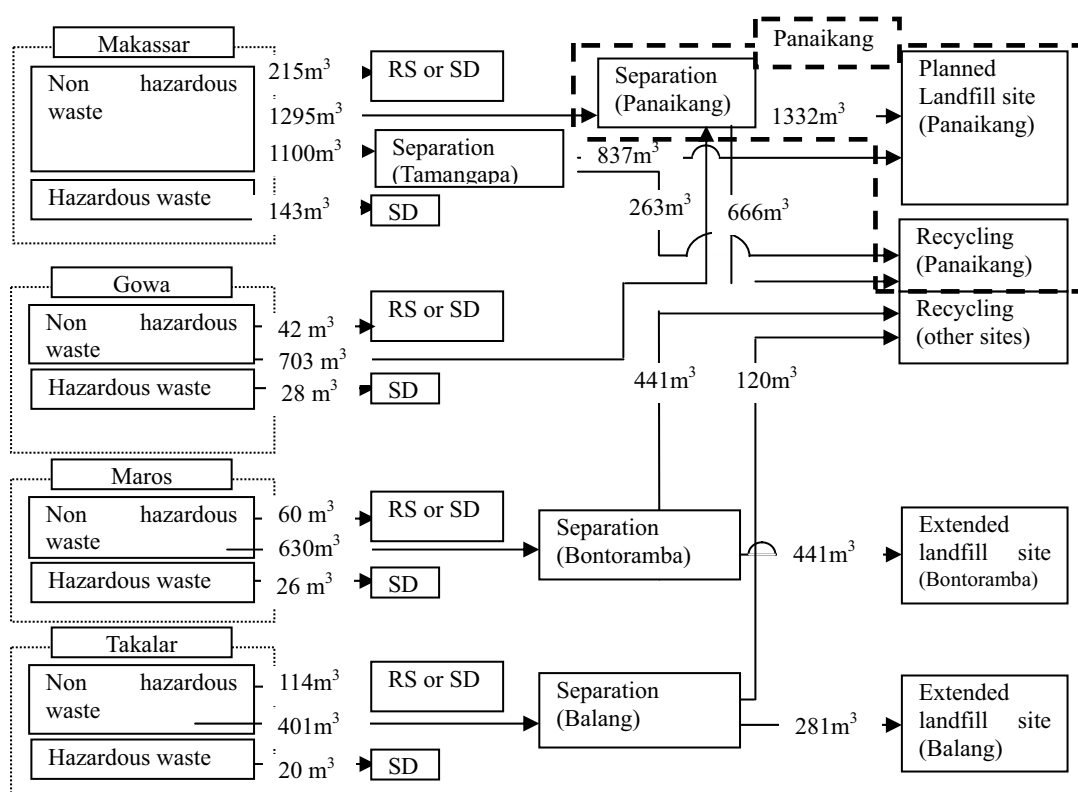 Makassar
Non hazardous
waste
Hazardous waste
215m³
1295m³
1100m³
143m³
RS or SD
Separation
(Tamangapa)
SD
Panaikang
Separation
(Panaikang)
1332m³
837m³
263m³
666m³
Planned
Landfill site
(Panaikang)
Recycling
(Panaikang)
Recycling
(other sites)
Gowa
Non hazardous
waste
Hazardous waste
42 m³
703 m³
28 m³
RS or SD
SD
441m³
120m³
Maros
Non hazardous
waste
Hazardous waste
60 m³
630m³
26 m³
RS or SD
SD
Separation
(Bontoramba)
441m³
Extended
landfill site
(Bontoramba)
Takalar
Non hazardous
waste
Hazardous waste
114m³
401m³
20 m³
RS or SD
SD
Separation
(Balang)
281m³
Extended
landfill site
(Balang)